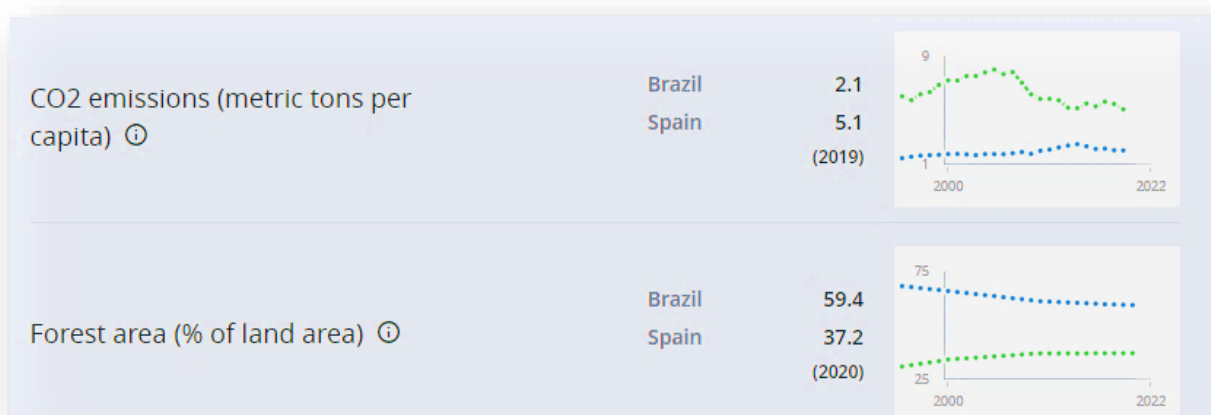 CO2 emissions (metric tons per
capita) ⓘ
Brazil 2.1
Spain 5.1
(2019)
9
1
2000 2022
Forest area (% of land area) ⓘ
Brazil 59.4
Spain 37.2
(2020)
75
25
2000 2022